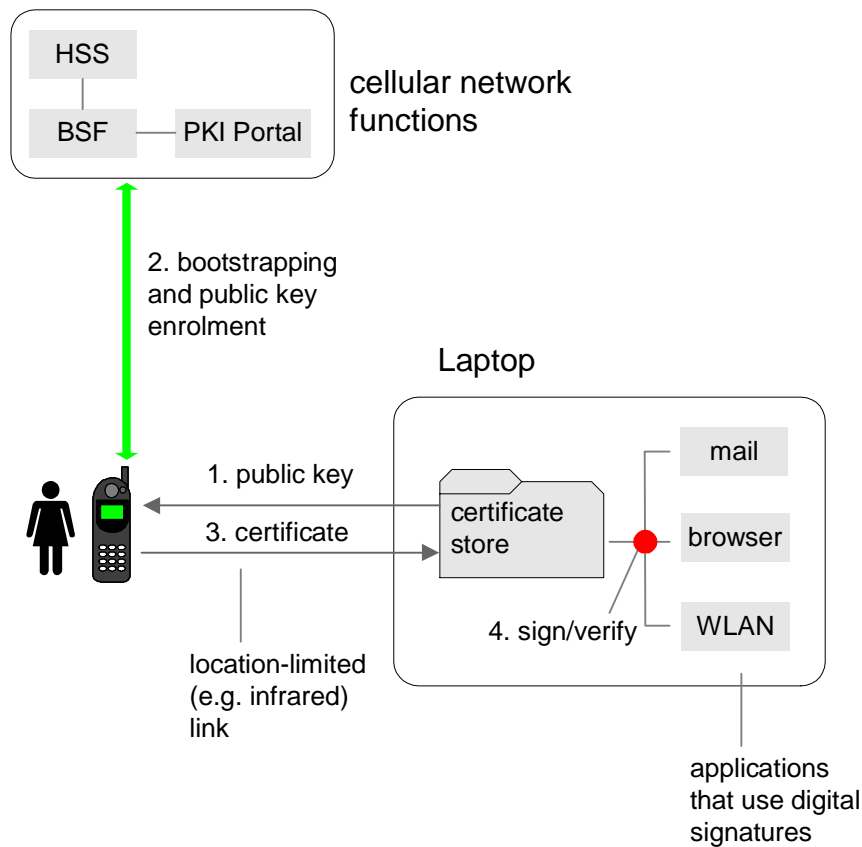 HSS
BSF
PKI Portal
cellular network
functions
2. bootstrapping
and public key
enrolment
Laptop
1. public key
3. certificate
certificate
store
mail
browser
WLAN
4. sign/verify
location-limited
(e.g. infrared)
link
applications
that use digital
signatures